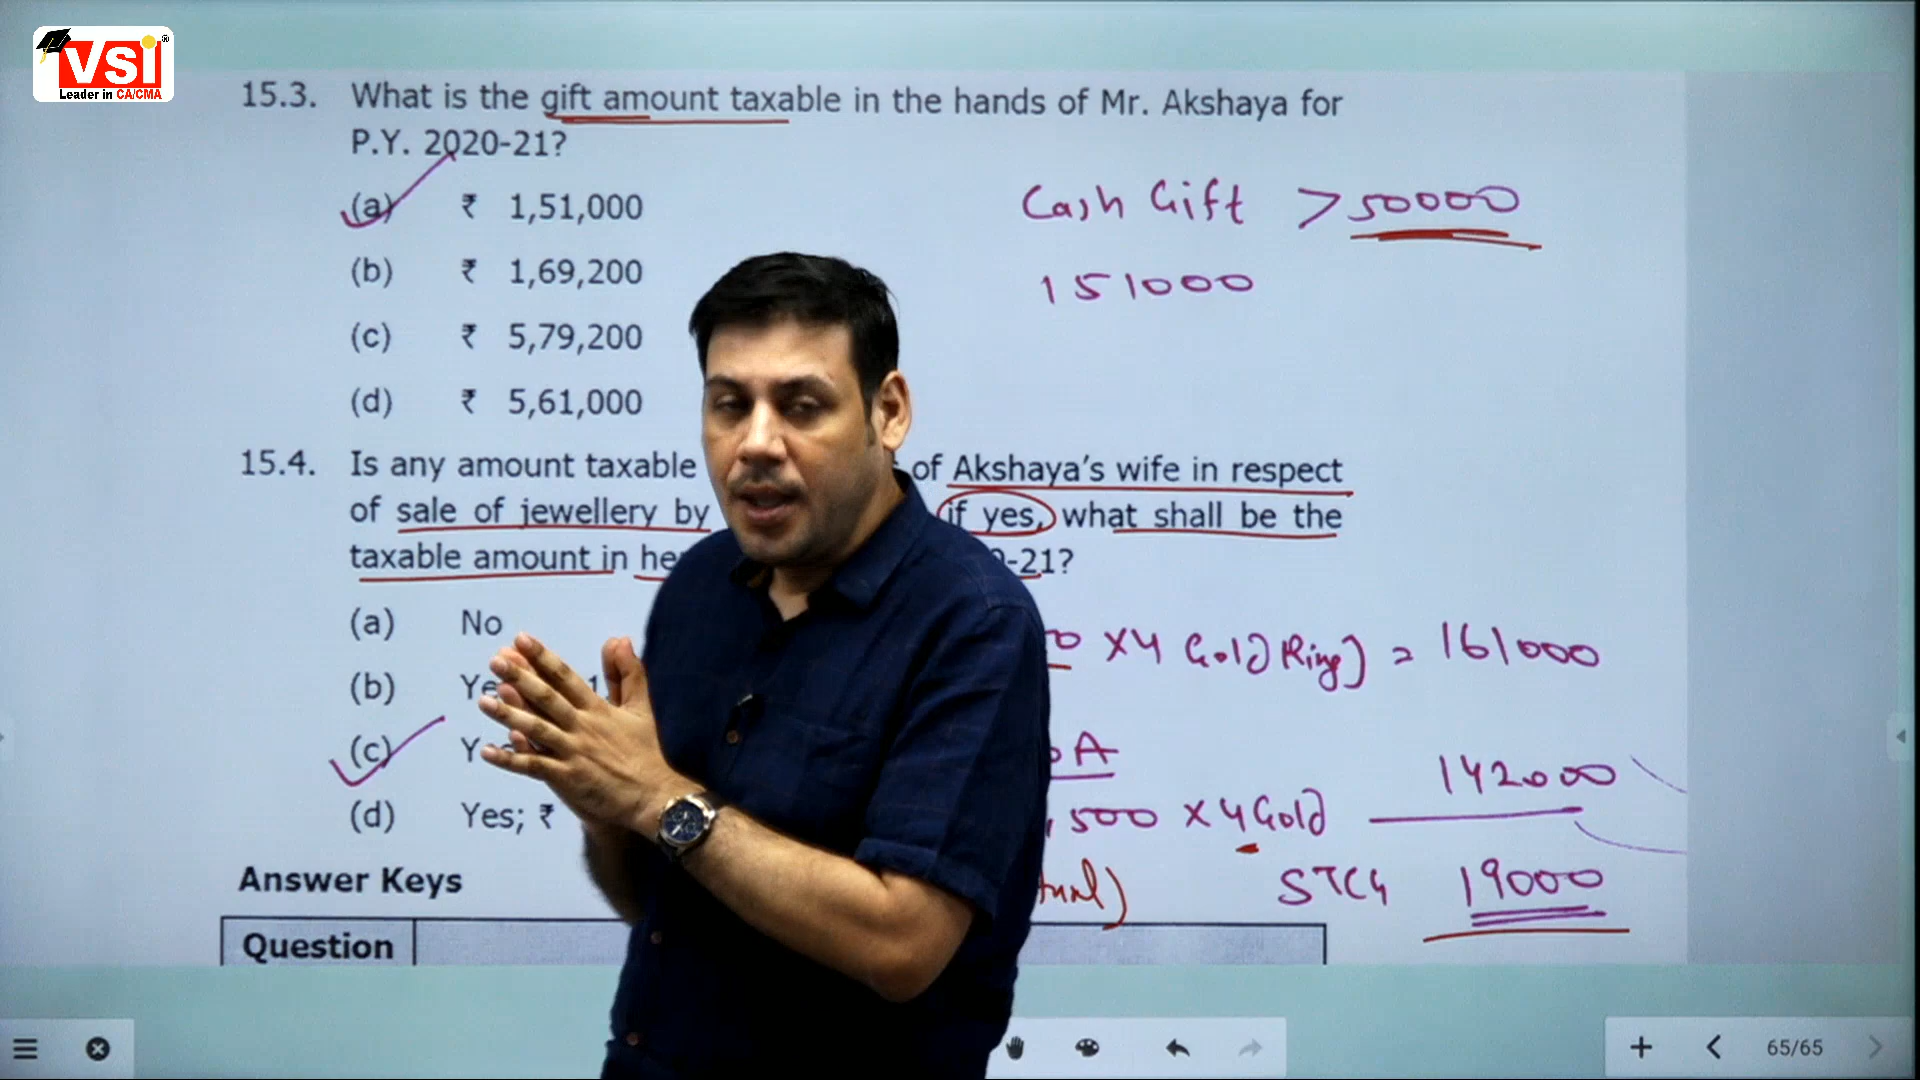 vsi®
Leader in CA/CMA
15.3. What is the gift amount taxable in the hands of Mr. Akshaya for
P.Y. 2020-21?
(a) ₹ 1,51,000
(b) ₹ 1,69,200
(c) ₹ 5,79,200
(d) ₹ 5,61,000
Cash Gift > 50000
151000
15.4. Is any amount taxable of Akshaya's wife in respect
of sale of jewellery by if yes, what shall be the
taxable amount in -21?
(a) No
(b)
(c)
(d) Yes; ₹
X4 Gold Ring) = 161000
A
142000
500 X 4 Gold
STCG 19000
Answer Keys
Question
65/65